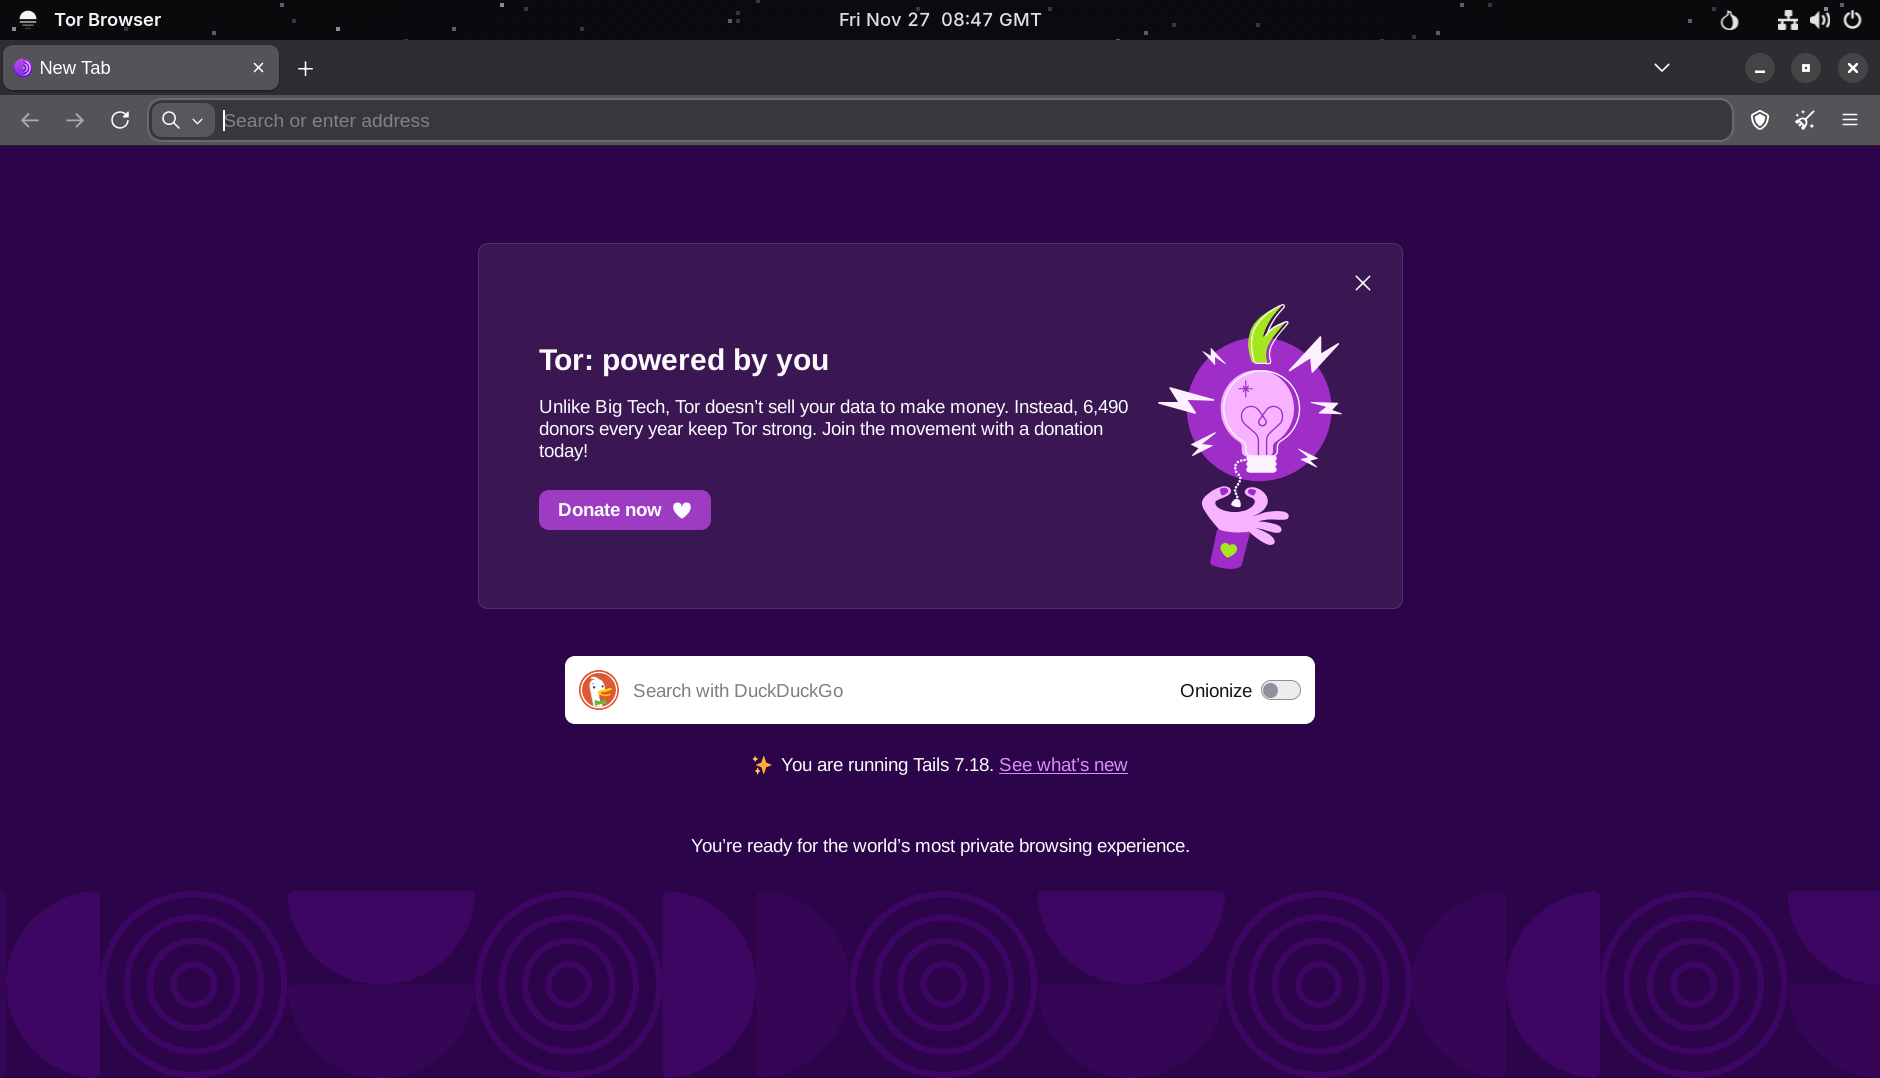 Tor Browser
Fri Nov 27  08:47 GMT
New Tab
Search or enter address
Tor: powered by you
Unlike Big Tech, Tor doesn’t sell your data to make money. Instead, 6,490
donors every year keep Tor strong. Join the movement with a donation
today!
Donate now
Search with DuckDuckGo
Onionize
You are running Tails 7.18. See what’s new
You’re ready for the world’s most private browsing experience.